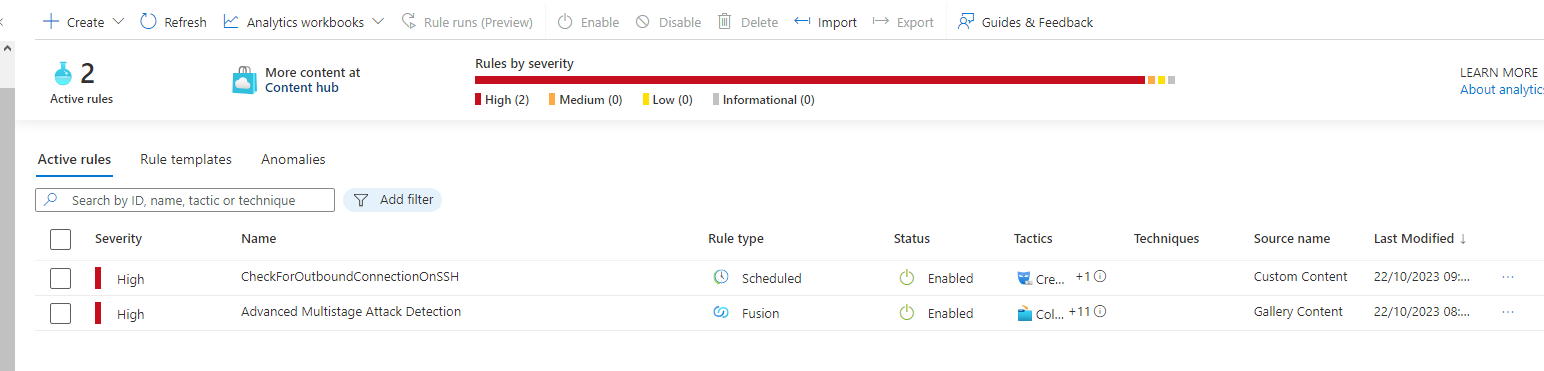 Create Refresh Analytics workbooks Rule runs (Preview) Enable Disable Delete Import Export Guides & Feedback
2
Active rules
More content at
Content hub
Rules by severity
High (2) Medium (0) Low (0) Informational (0)
LEARN MORE
About analytics
Active rules Rule templates Anomalies
Search by ID, name, tactic or technique Add filter
Severity Name Rule type Status Tactics Techniques Source name Last Modified ↓
High CheckForOutboundConnectionOnSSH Scheduled Enabled Cre... +1 Custom Content 22/10/2023 09:... ...
High Advanced Multistage Attack Detection Fusion Enabled Col... +11 Gallery Content 22/10/2023 08:... ...